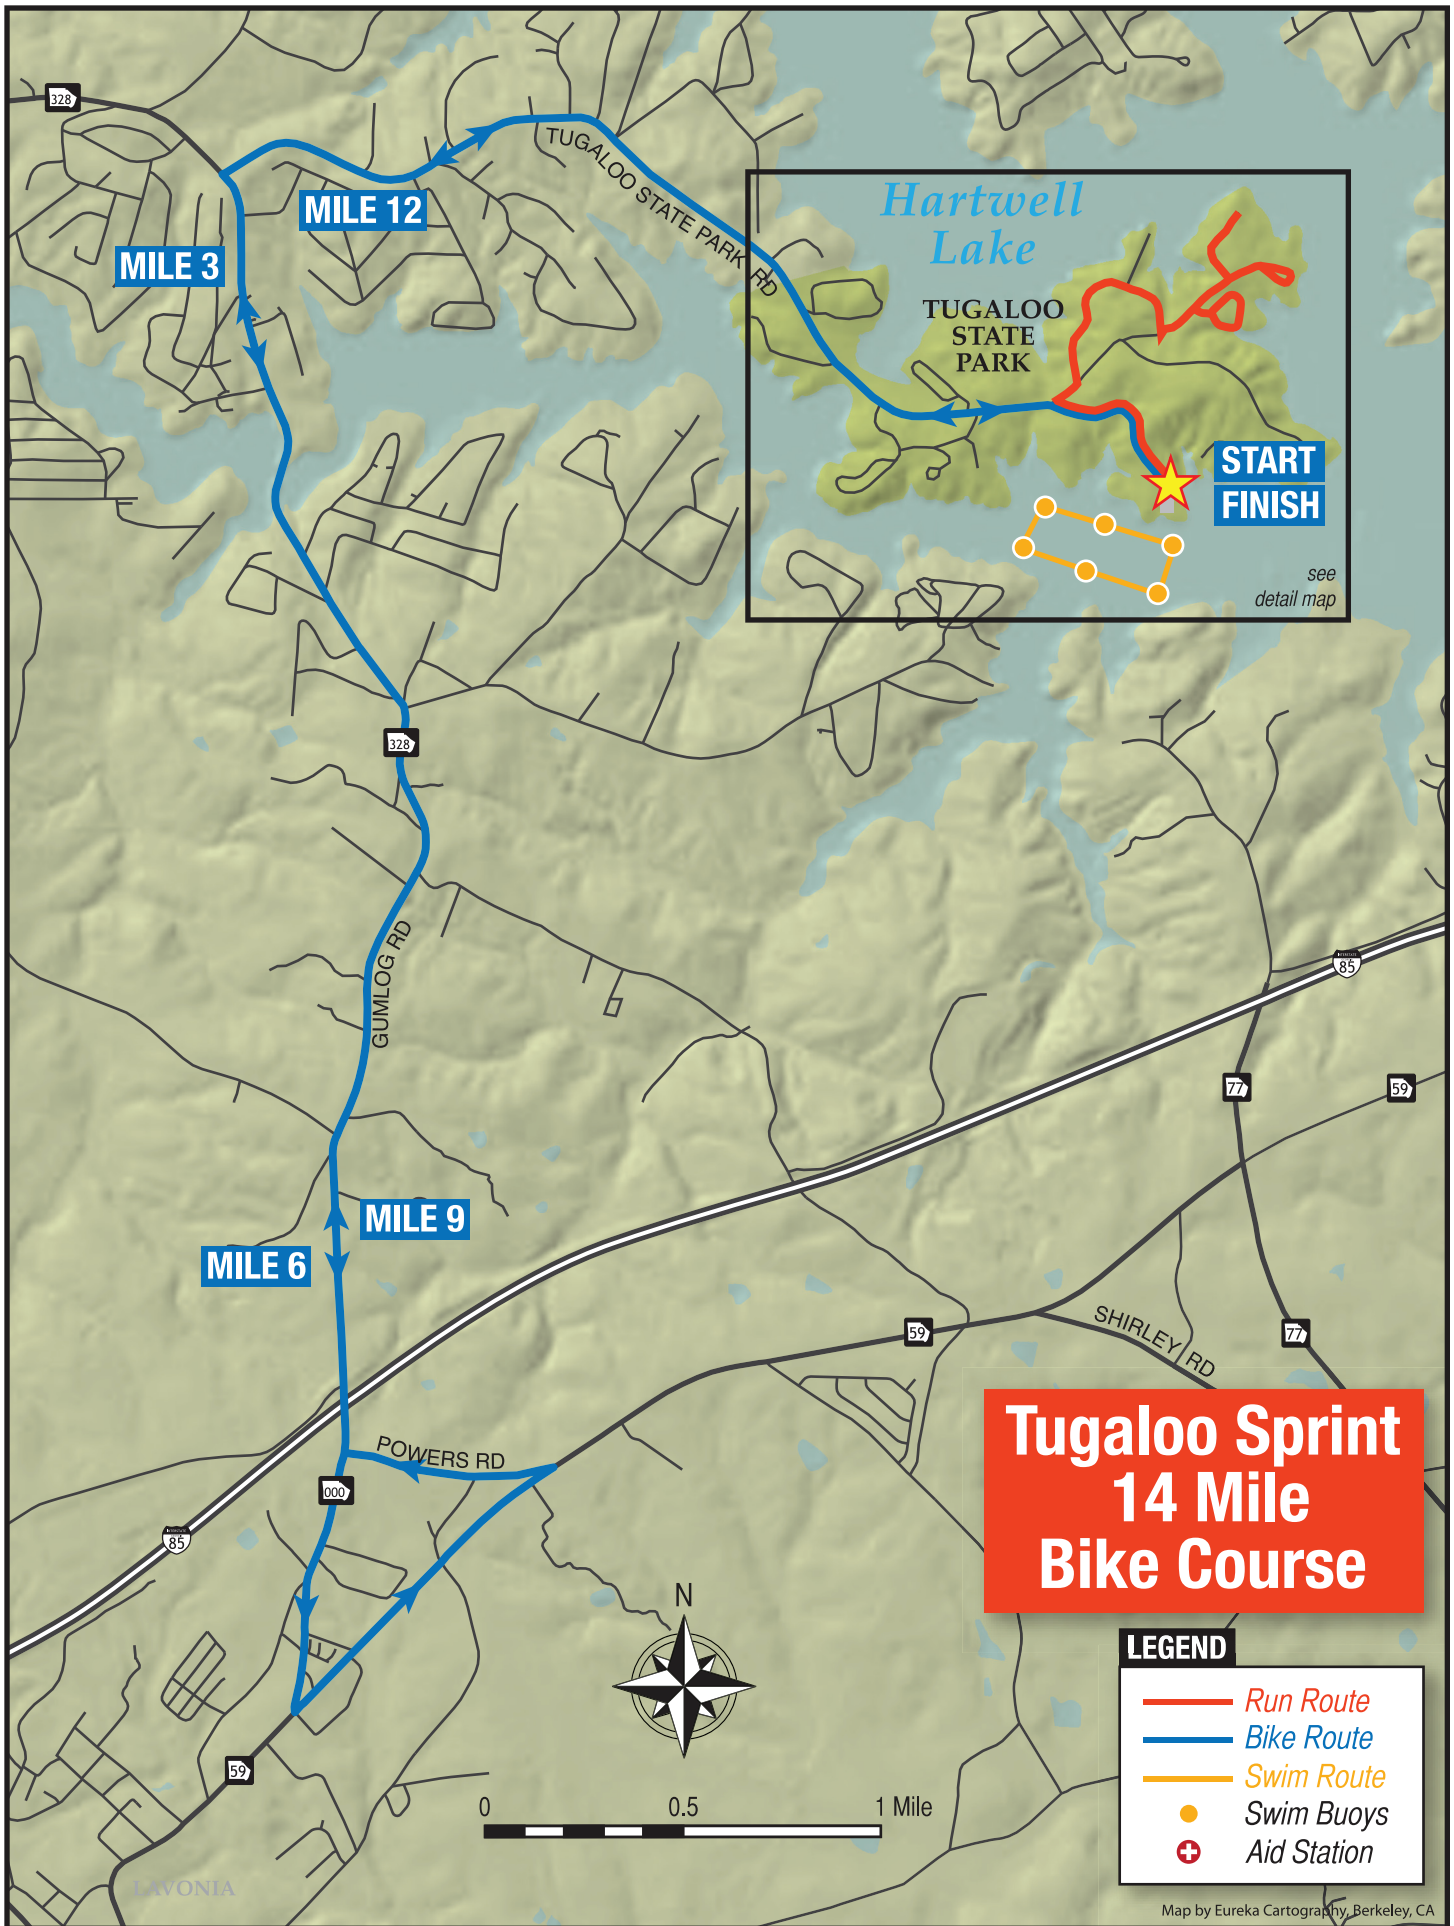 328
MILE 12
MILE 3
TUGALOO STATE PARK RD
Hartwell
Lake
TUGALOO
STATE
PARK
START
FINISH
see
detail map
328
GUMLOG RD
85
77
59
MILE 9
MILE 6
59
SHIRLEY RD
77
POWERS RD
000
85
59
LAVONIA
N
0 0.5 1 Mile
Tugaloo Sprint
14 Mile
Bike Course
LEGEND
Run Route
Bike Route
Swim Route
Swim Buoys
Aid Station
Map by Eureka Cartography, Berkeley, CA